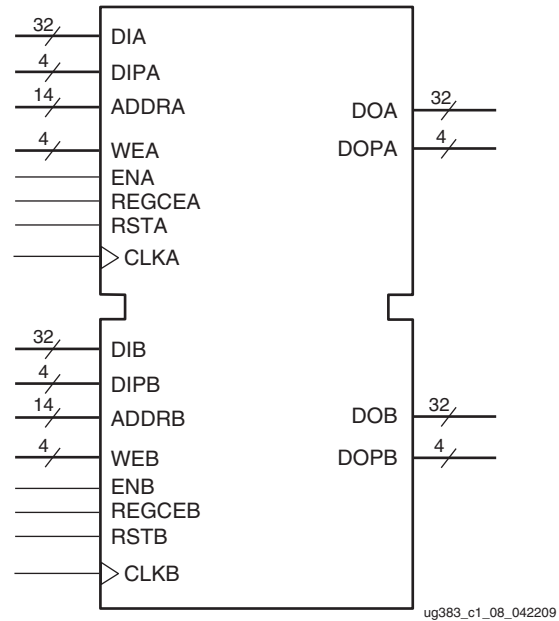 32 DIA
4 DIPA
14 ADDRA
DOA 32
4 WEA
DOPA 4
ENA
REGCEA
RSTA
CLKA
32 DIB
4 DIPB
14 ADDRB
DOB 32
4 WEB
DOPB 4
ENB
REGCEB
RSTB
CLKB
ug383_c1_08_042209